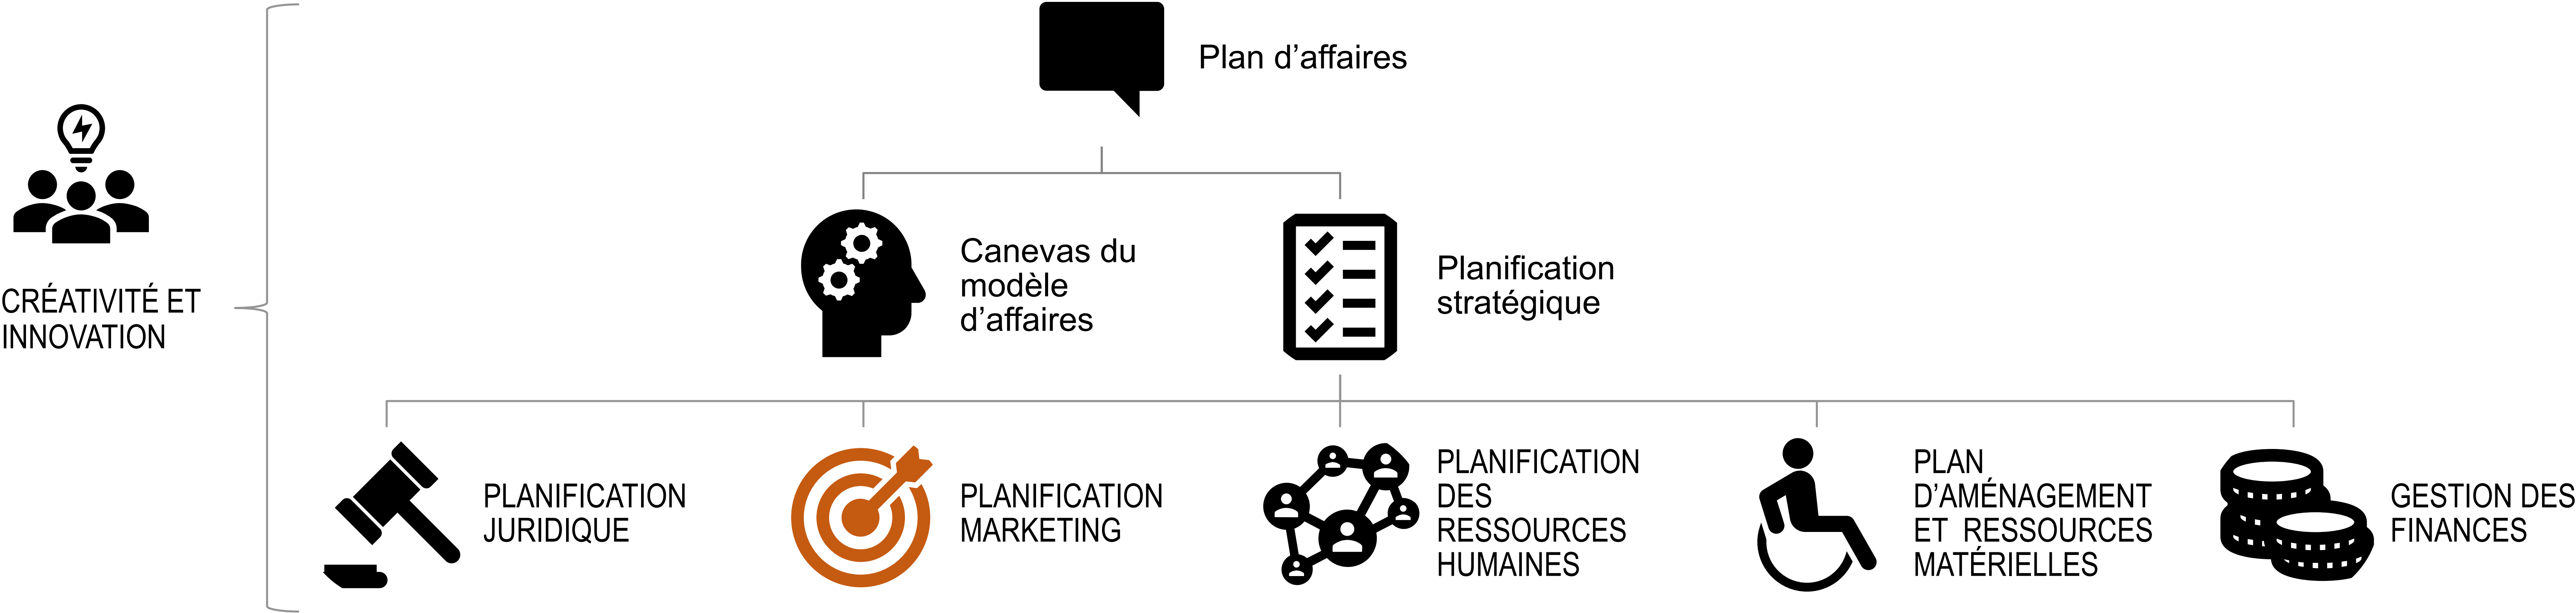 Plan d’affaires
CRÉATIVITÉ ET
INNOVATION
Canevas du
modèle
d’affaires
Planification
stratégique
PLANIFICATION
JURIDIQUE
PLANIFICATION
MARKETING
PLANIFICATION
DES
RESSOURCES
HUMAINES
PLAN
D’AMÉNAGEMENT
ET RESSOURCES
MATÉRIELLES
GESTION DES
FINANCES